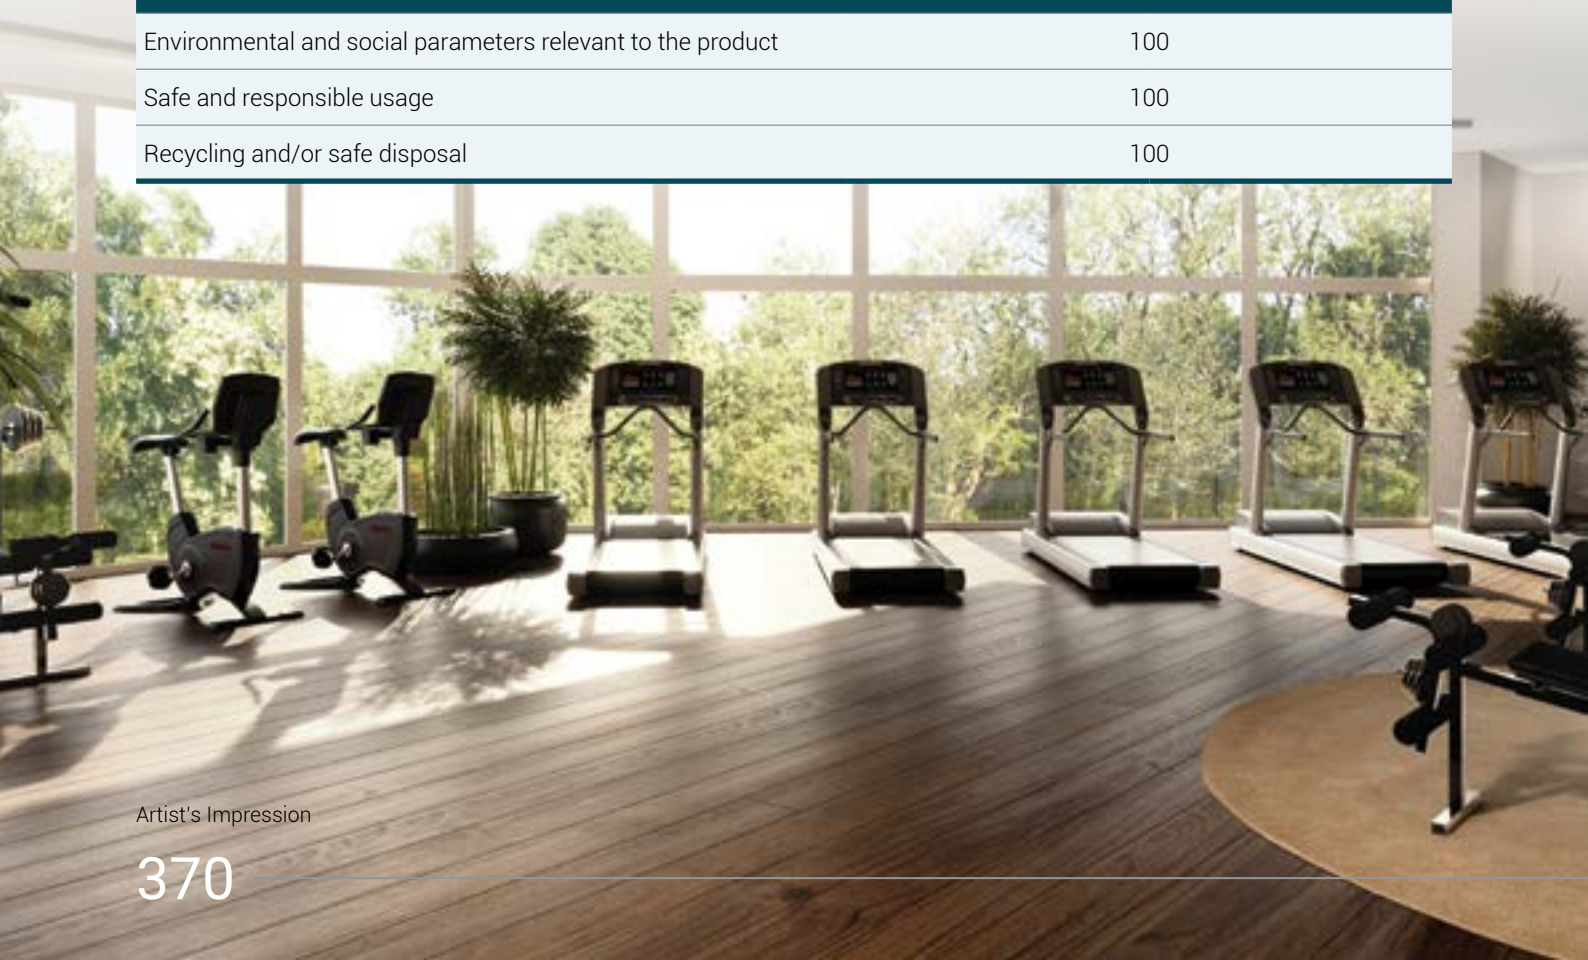 Environmental and social parameters relevant to the product 100
Safe and responsible usage 100
Recycling and/or safe disposal 100
Artist's Impression
370